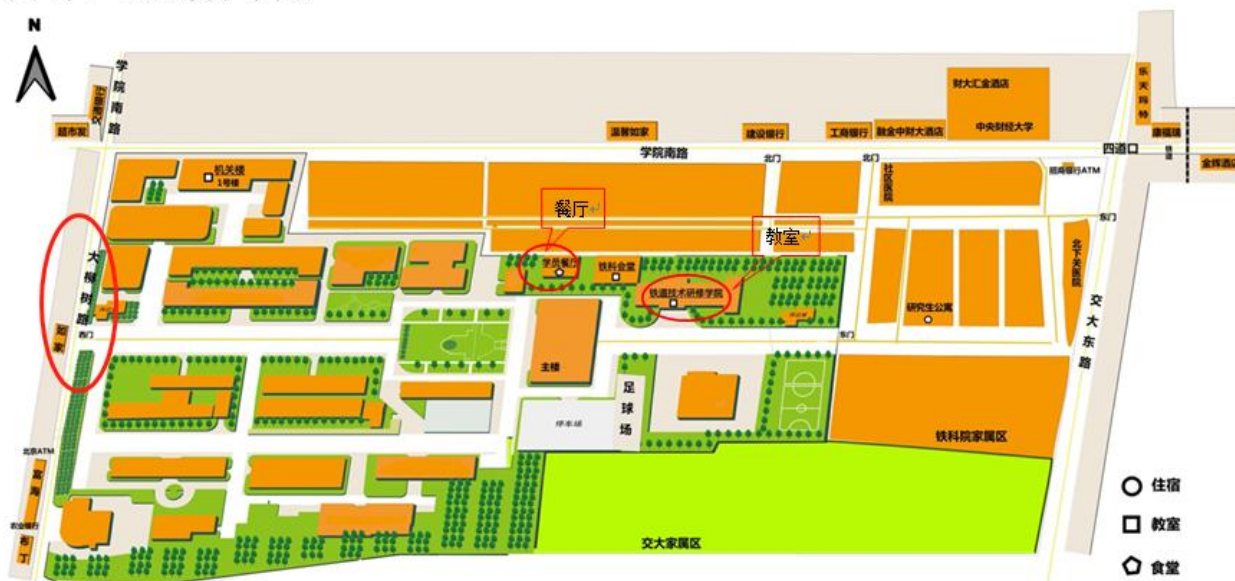 N
学院南路
交通银行
超市发
机关楼
1号楼
大柳树路
如家
西门
北京ATM
富海
农业银行
布丁
温馨如家
建设银行
工商银行
融金中财大酒店
财大汇金酒店
中央财经大学
乐天玛特
康福瑞
金辉酒店
四道口
铁道
学院南路
北门
北门
社区医院
招商银行ATM
东门
北下关医院
交大东路
餐厅
教室
学员餐厅
铁科会堂
铁道技术研修学院
研究生公寓
东门
主楼
足球场
停车场
铁科院家属区
交大家属区
住宿
教室
食堂